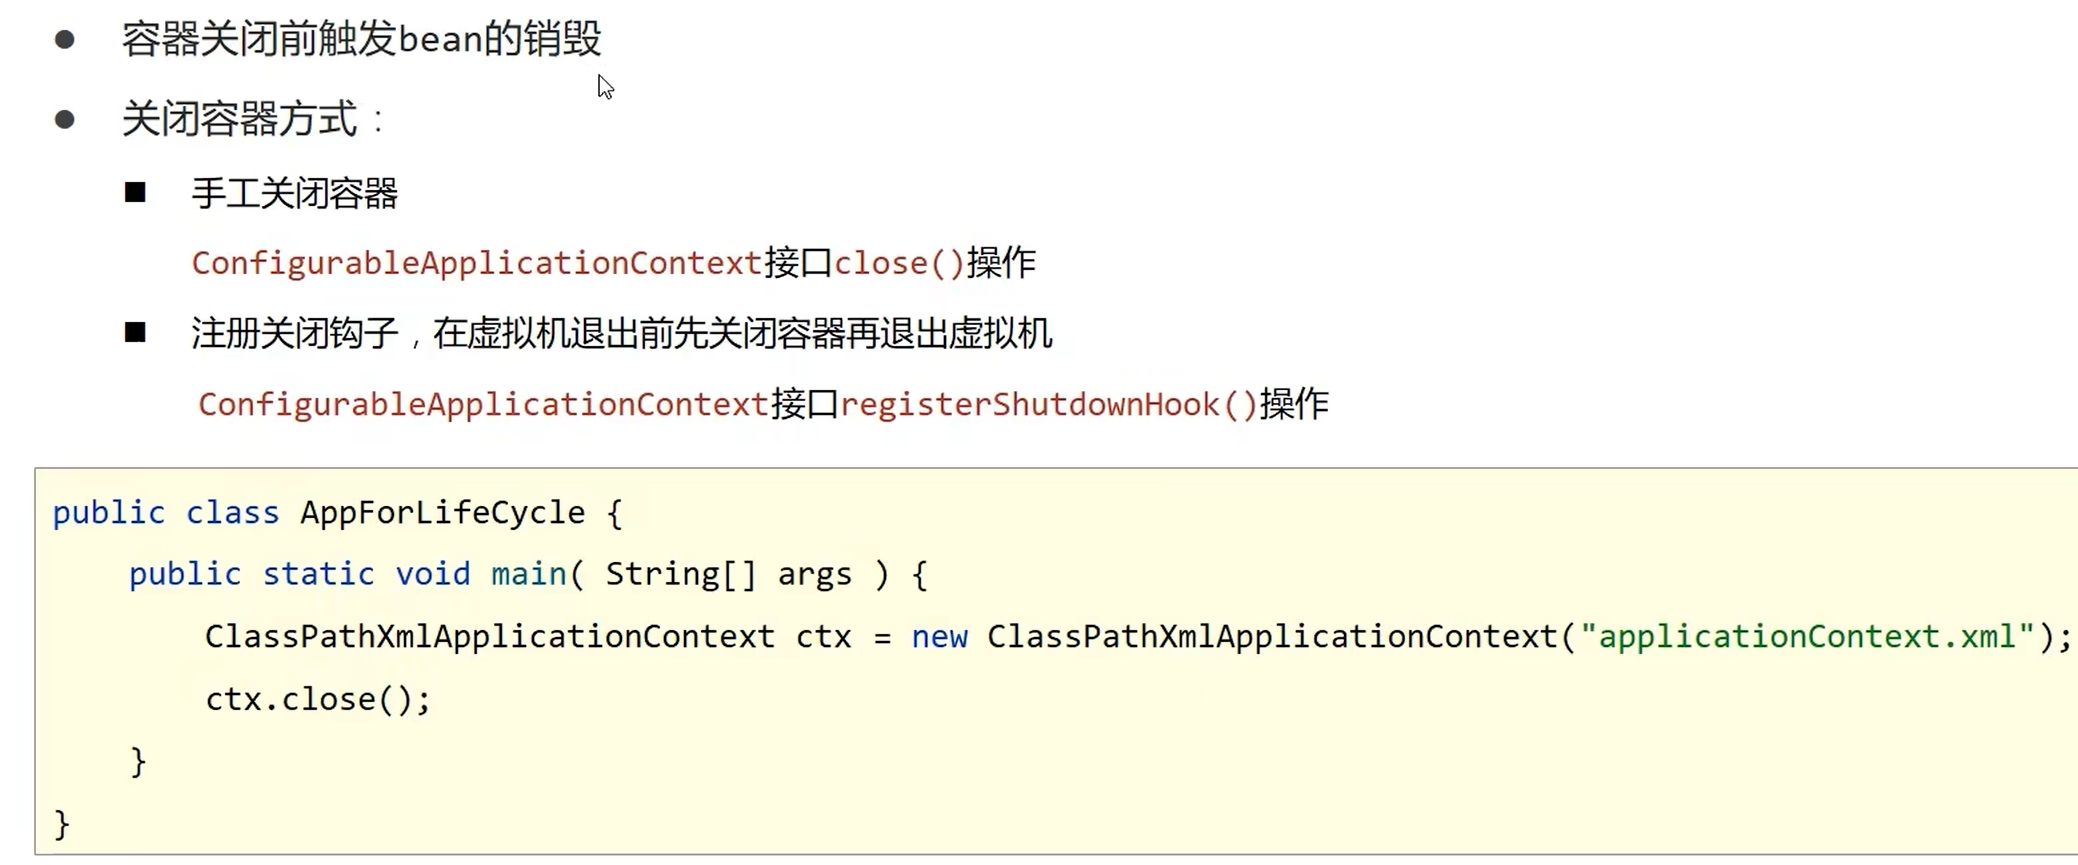 ● 容器关闭前触发bean的销毁
● 关闭容器方式：
■ 手工关闭容器
ConfigurableApplicationContext接口close()操作
■ 注册关闭钩子，在虚拟机退出前先关闭容器再退出虚拟机
ConfigurableApplicationContext接口registerShutdownHook()操作
public class AppForLifeCycle {
    public static void main( String[] args ) {
        ClassPathXmlApplicationContext ctx = new ClassPathXmlApplicationContext("applicationContext.xml");
        ctx.close();
    }
}